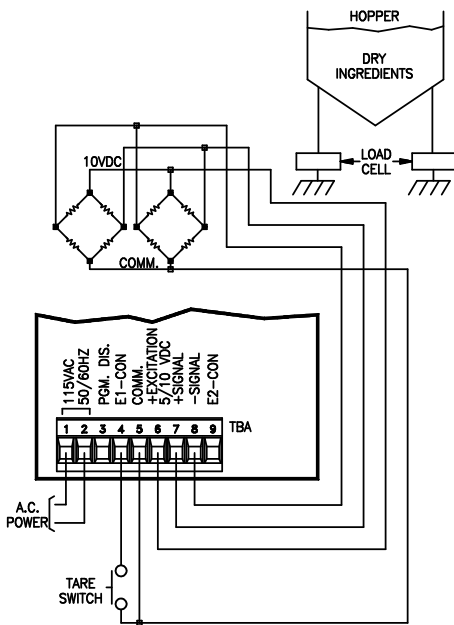 HOPPER
DRY
INGREDIENTS
LOAD
CELL
10VDC
COMM.
115VAC
50/60HZ
PGM. DIS.
E1-CON
COMM.
+EXCITATION
5/10 VDC
+SIGNAL
-SIGNAL
E2-CON
1 2 3 4 5 6 7 8 9 TBA
A.C.
POWER
TARE
SWITCH